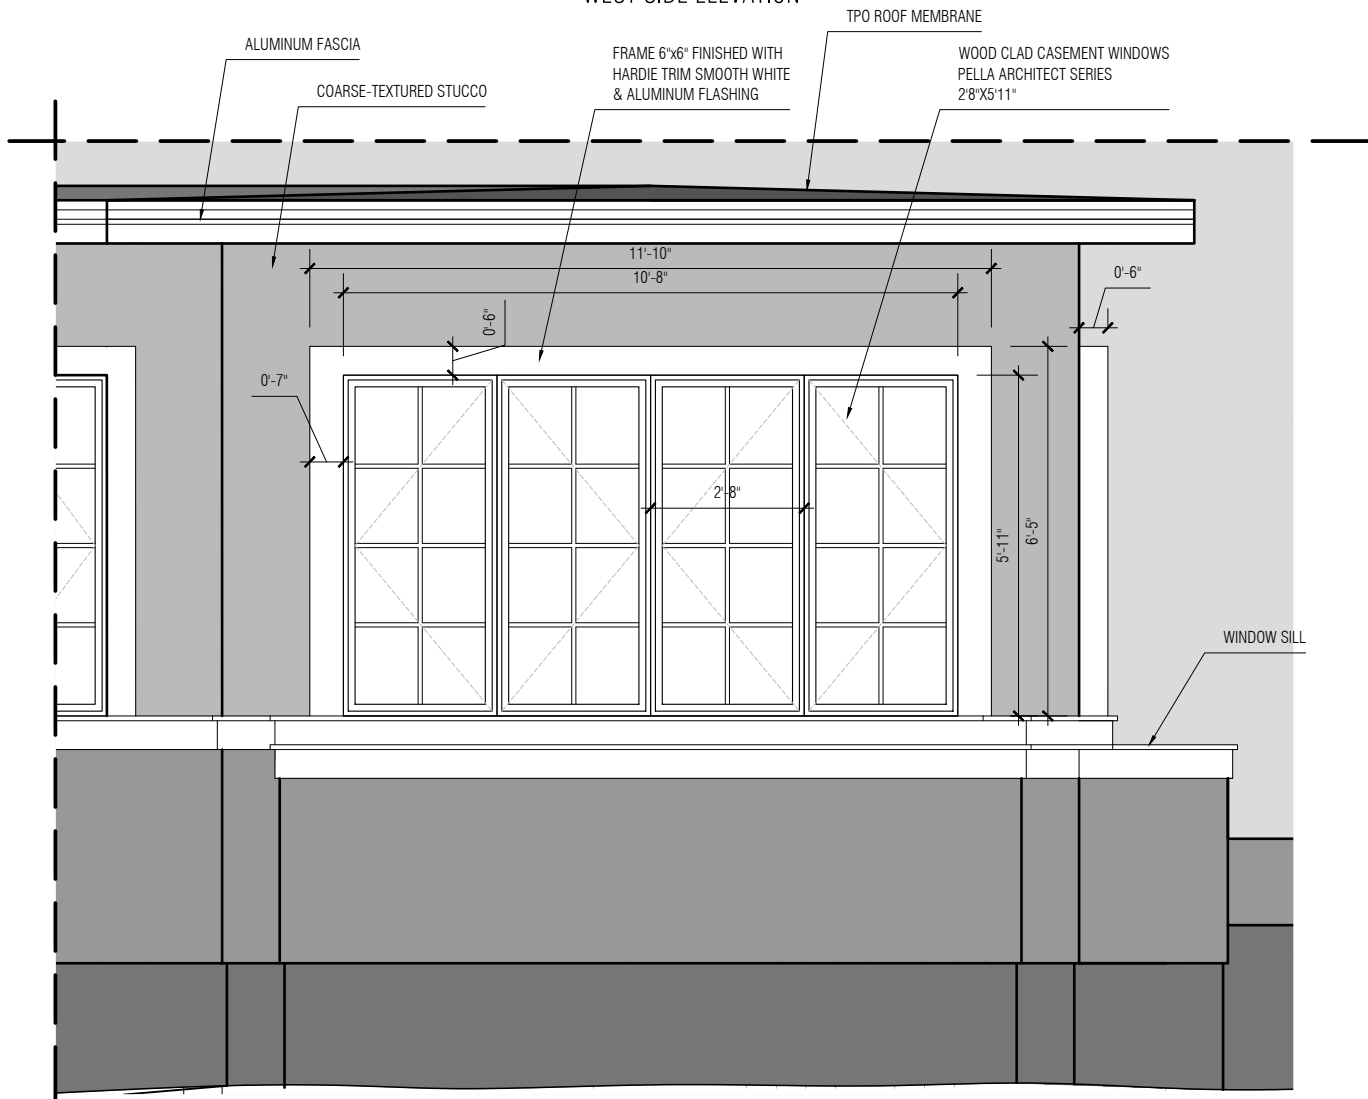 WEST SIDE ELEVATION
TPO ROOF MEMBRANE
ALUMINUM FASCIA
FRAME 6"x6" FINISHED WITH
HARDIE TRIM SMOOTH WHITE
& ALUMINUM FLASHING
WOOD CLAD CASEMENT WINDOWS
PELLA ARCHITECT SERIES
2'8"X5'11"
COARSE-TEXTURED STUCCO
11'-10"
10'-8"
0'-6"
0'-6"
0'-7"
2'-8"
5'-11"
6'-5"
WINDOW SILL